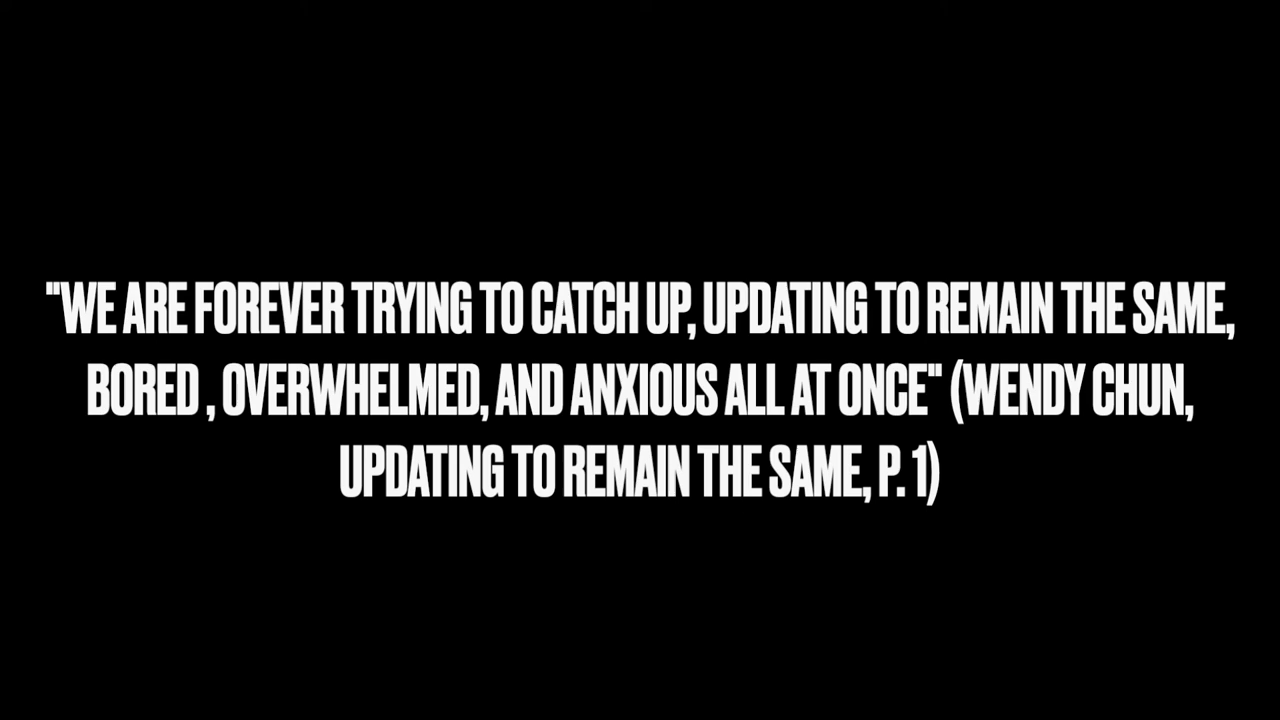 "WE ARE FOREVER TRYING TO CATCH UP, UPDATING TO REMAIN THE SAME,
BORED , OVERWHELMED, AND ANXIOUS ALL AT ONCE" (WENDY CHUN,
UPDATING TO REMAIN THE SAME, P. 1)